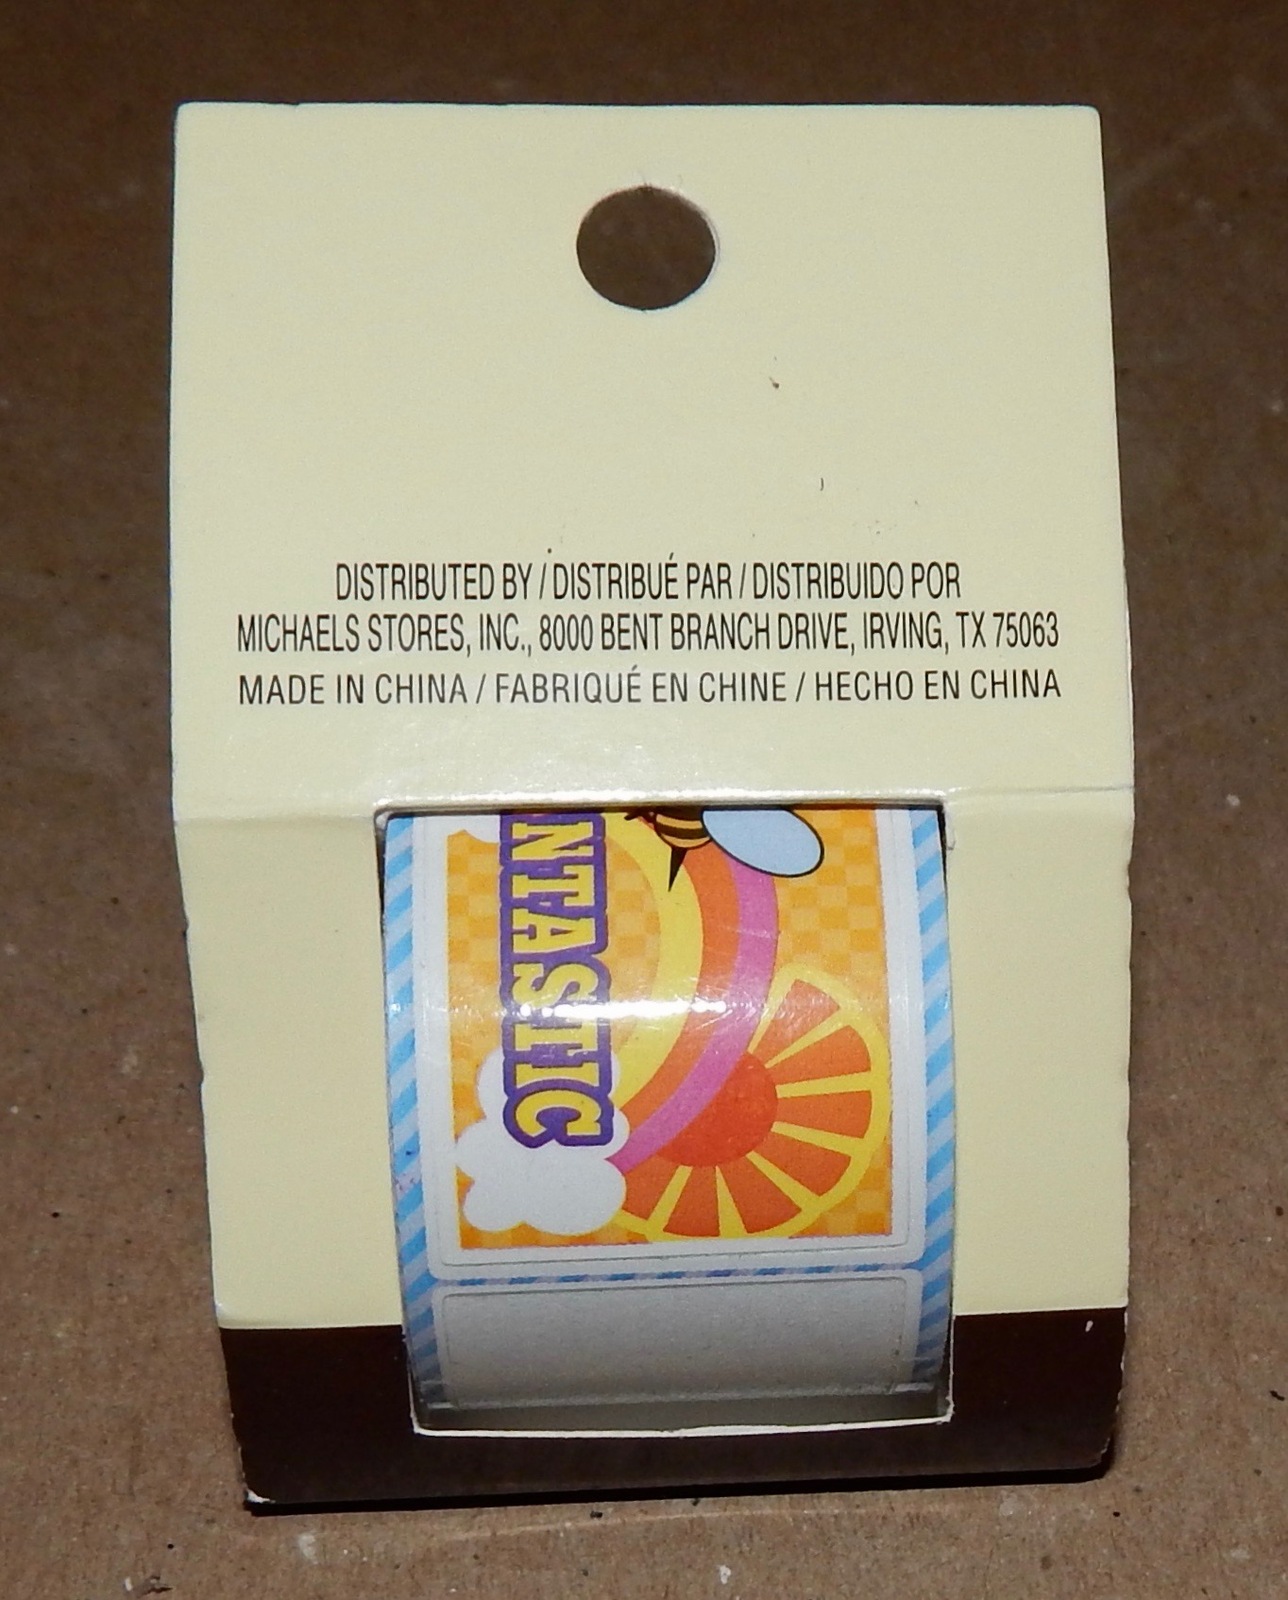 DISTRIBUTED BY / DISTRIBUÉ PAR / DISTRIBUIDO POR
MICHAELS STORES, INC., 8000 BENT BRANCH DRIVE, IRVING, TX 75063
MADE IN CHINA / FABRIQUÉ EN CHINE / HECHO EN CHINA
NTASTIC